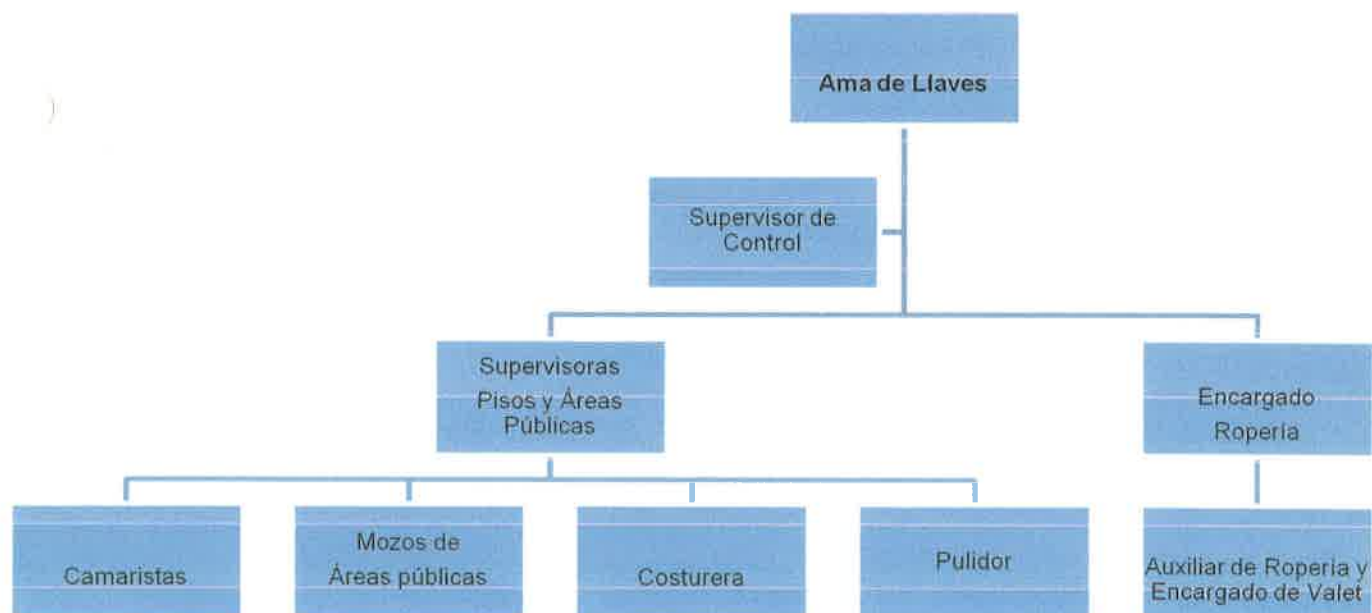 Ama de Llaves
Supervisor de
Control
Supervisoras
Pisos y Áreas
Públicas
Encargado
Ropería
Camaristas
Mozos de
Áreas públicas
Costurera
Pulidor
Auxiliar de Ropería y
Encargado de Valet